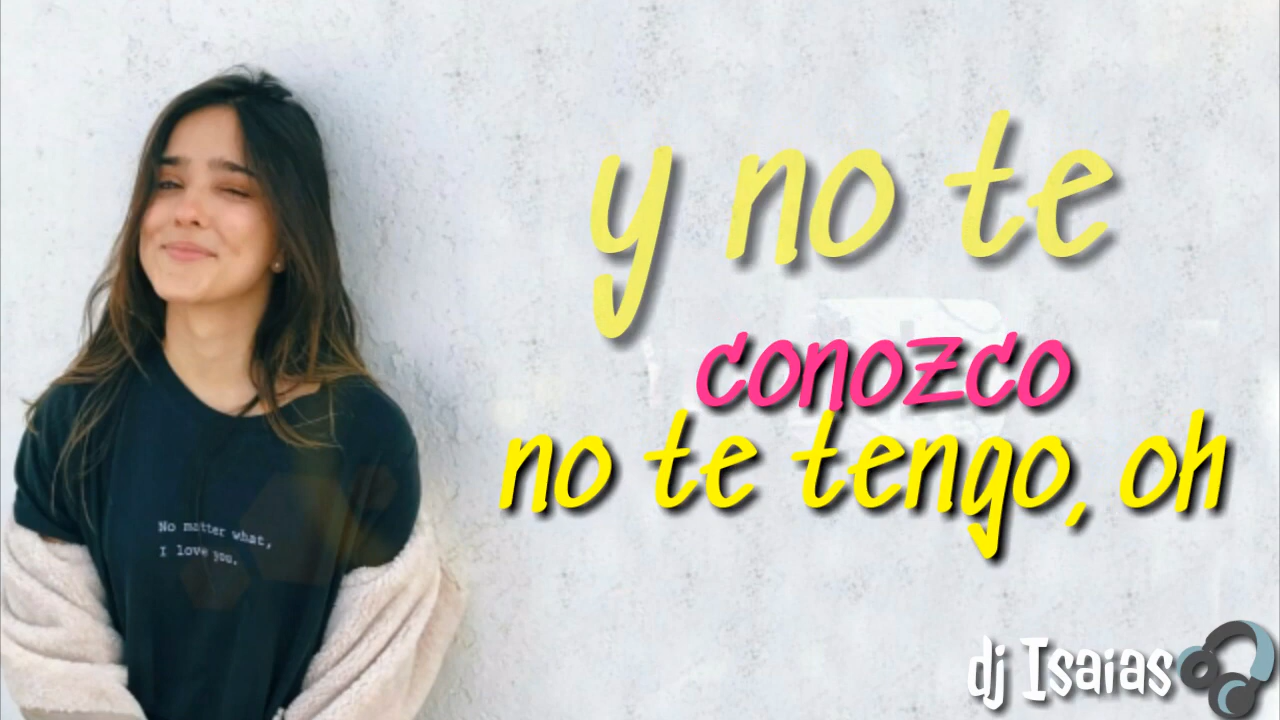 No matter what,
I love you.
y no te
conozco
no te tengo, oh
dj Isaias